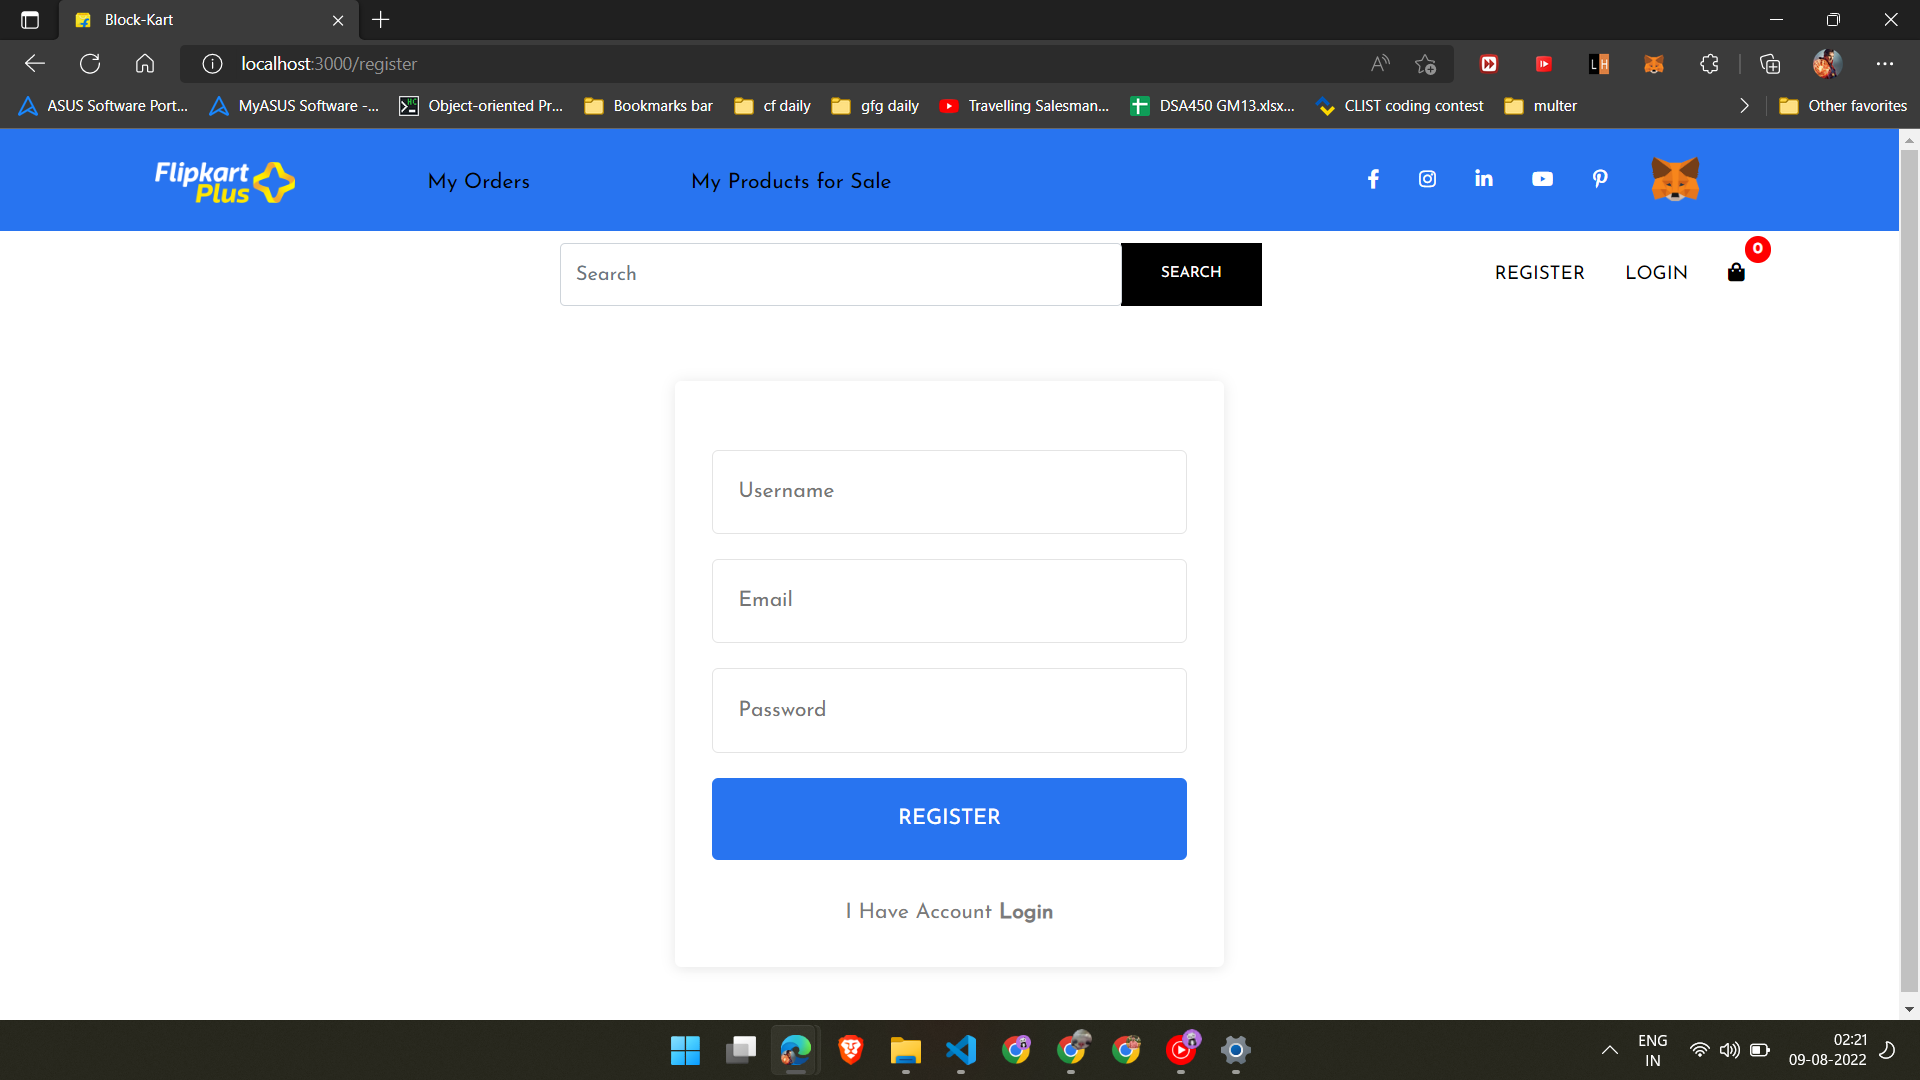 Block-Kart
localhost:3000/register
ASUS Software Port...
MyASUS Software -...
Object-oriented Pr...
Bookmarks bar
cf daily
gfg daily
Travelling Salesman...
DSA450 GM13.xlsx...
CLIST coding contest
multer
Other favorites
Flipkart
Plus
My Orders
My Products for Sale
0
Search
SEARCH
REGISTER
LOGIN
Username
Email
Password
REGISTER
I Have Account Login
ENG
IN
02:21
09-08-2022